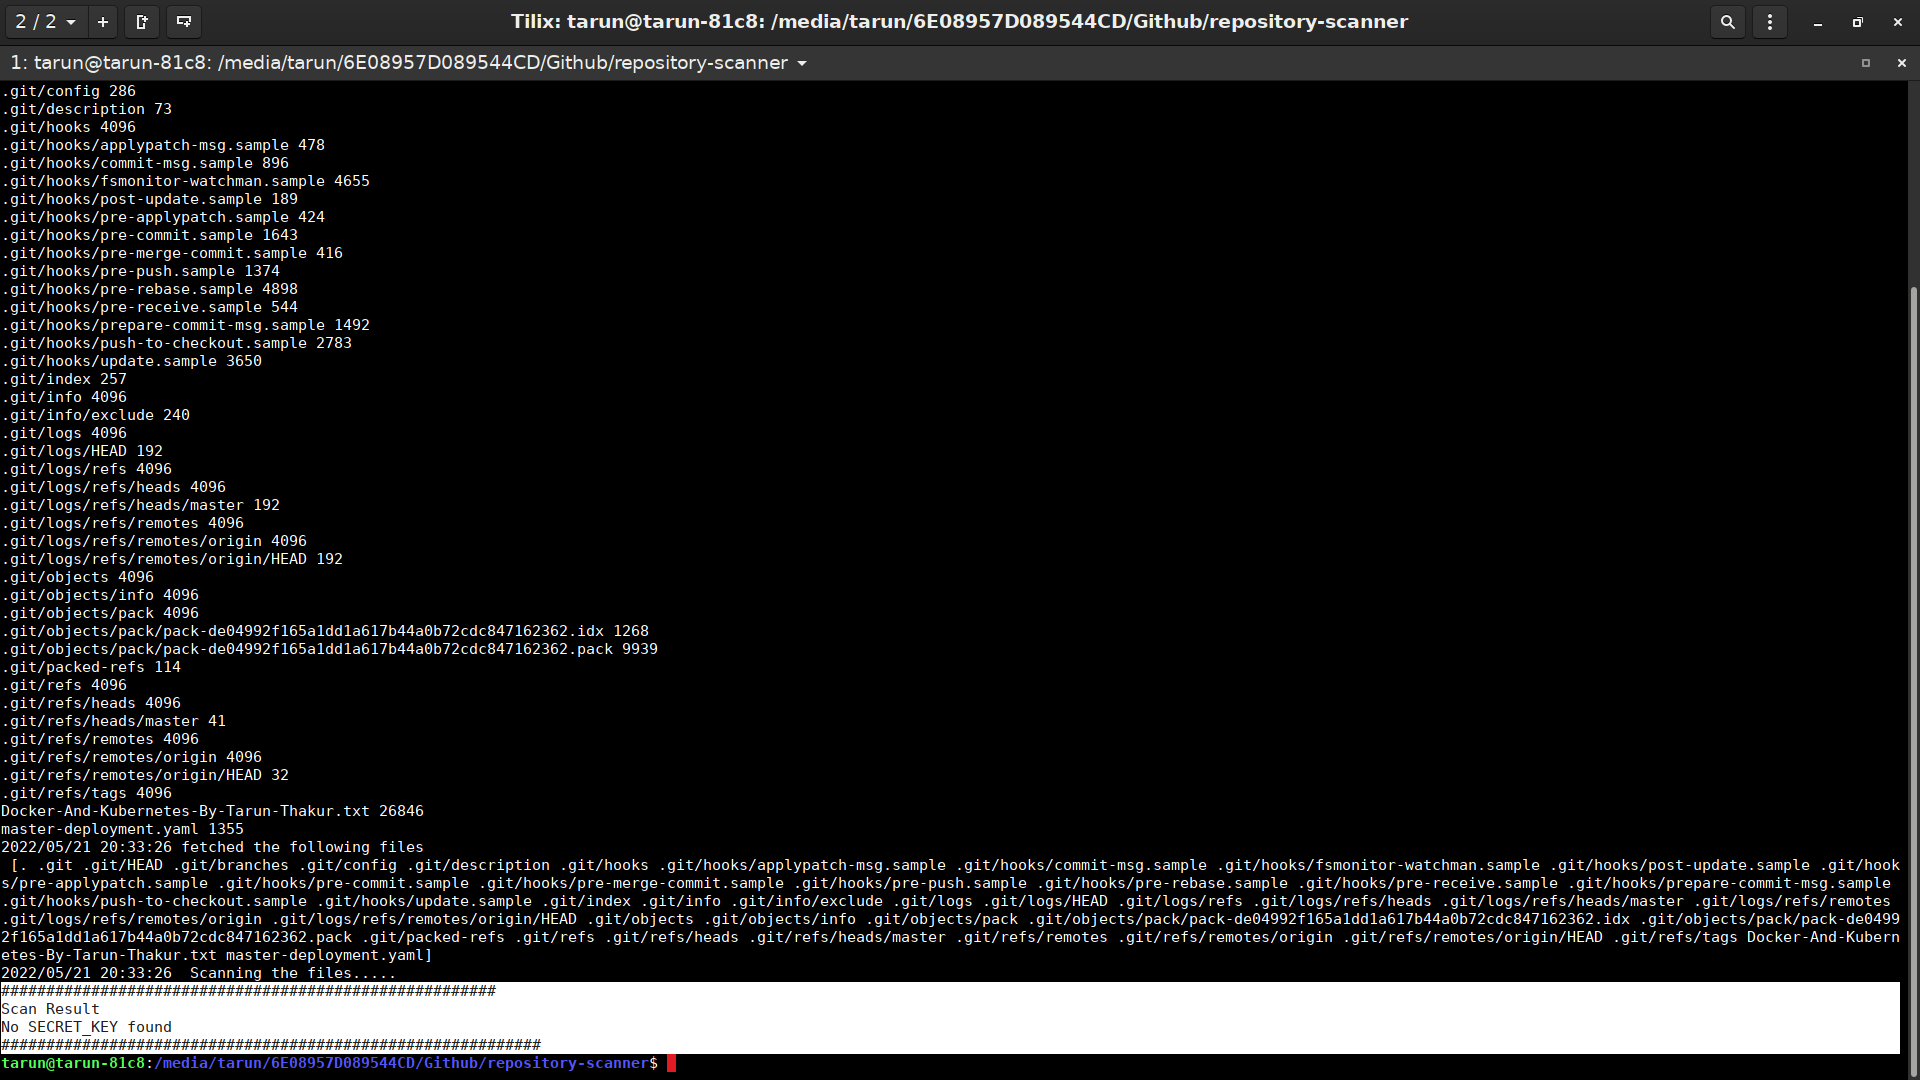 2 / 2
Tilix: tarun@tarun-81c8: /media/tarun/6E08957D089544CD/Github/repository-scanner
1: tarun@tarun-81c8: /media/tarun/6E08957D089544CD/Github/repository-scanner
.git/config 286
.git/description 73
.git/hooks 4096
.git/hooks/applypatch-msg.sample 478
.git/hooks/commit-msg.sample 896
.git/hooks/fsmonitor-watchman.sample 4655
.git/hooks/post-update.sample 189
.git/hooks/pre-applypatch.sample 424
.git/hooks/pre-commit.sample 1643
.git/hooks/pre-merge-commit.sample 416
.git/hooks/pre-push.sample 1374
.git/hooks/pre-rebase.sample 4898
.git/hooks/pre-receive.sample 544
.git/hooks/prepare-commit-msg.sample 1492
.git/hooks/push-to-checkout.sample 2783
.git/hooks/update.sample 3650
.git/index 257
.git/info 4096
.git/info/exclude 240
.git/logs 4096
.git/logs/HEAD 192
.git/logs/refs 4096
.git/logs/refs/heads 4096
.git/logs/refs/heads/master 192
.git/logs/refs/remotes 4096
.git/logs/refs/remotes/origin 4096
.git/logs/refs/remotes/origin/HEAD 192
.git/objects 4096
.git/objects/info 4096
.git/objects/pack 4096
.git/objects/pack/pack-de04992f165a1dd1a617b44a0b72cdc847162362.idx 1268
.git/objects/pack/pack-de04992f165a1dd1a617b44a0b72cdc847162362.pack 9939
.git/packed-refs 114
.git/refs 4096
.git/refs/heads 4096
.git/refs/heads/master 41
.git/refs/remotes 4096
.git/refs/remotes/origin 4096
.git/refs/remotes/origin/HEAD 32
.git/refs/tags 4096
Docker-And-Kubernetes-By-Tarun-Thakur.txt 26846
master-deployment.yaml 1355
2022/05/21 20:33:26 fetched the following files
 [. .git .git/HEAD .git/branches .git/config .git/description .git/hooks .git/hooks/applypatch-msg.sample .git/hooks/commit-msg.sample .git/hooks/fsmonitor-watchman.sample .git/hooks/post-update.sample .git/hook
s/pre-applypatch.sample .git/hooks/pre-commit.sample .git/hooks/pre-merge-commit.sample .git/hooks/pre-push.sample .git/hooks/pre-rebase.sample .git/hooks/pre-receive.sample .git/hooks/prepare-commit-msg.sample
.git/hooks/push-to-checkout.sample .git/hooks/update.sample .git/index .git/info .git/info/exclude .git/logs .git/logs/HEAD .git/logs/refs .git/logs/refs/heads .git/logs/refs/heads/master .git/logs/refs/remotes
.git/logs/refs/remotes/origin .git/logs/refs/remotes/origin/HEAD .git/objects .git/objects/info .git/objects/pack .git/objects/pack/pack-de04992f165a1dd1a617b44a0b72cdc847162362.idx .git/objects/pack/pack-de0499
2f165a1dd1a617b44a0b72cdc847162362.pack .git/packed-refs .git/refs .git/refs/heads .git/refs/heads/master .git/refs/remotes .git/refs/remotes/origin .git/refs/remotes/origin/HEAD .git/refs/tags Docker-And-Kubern
etes-By-Tarun-Thakur.txt master-deployment.yaml]
2022/05/21 20:33:26  Scanning the files.....
#######################################################
Scan Result
No SECRET_KEY found
############################################################
tarun@tarun-81c8:/media/tarun/6E08957D089544CD/Github/repository-scanner$